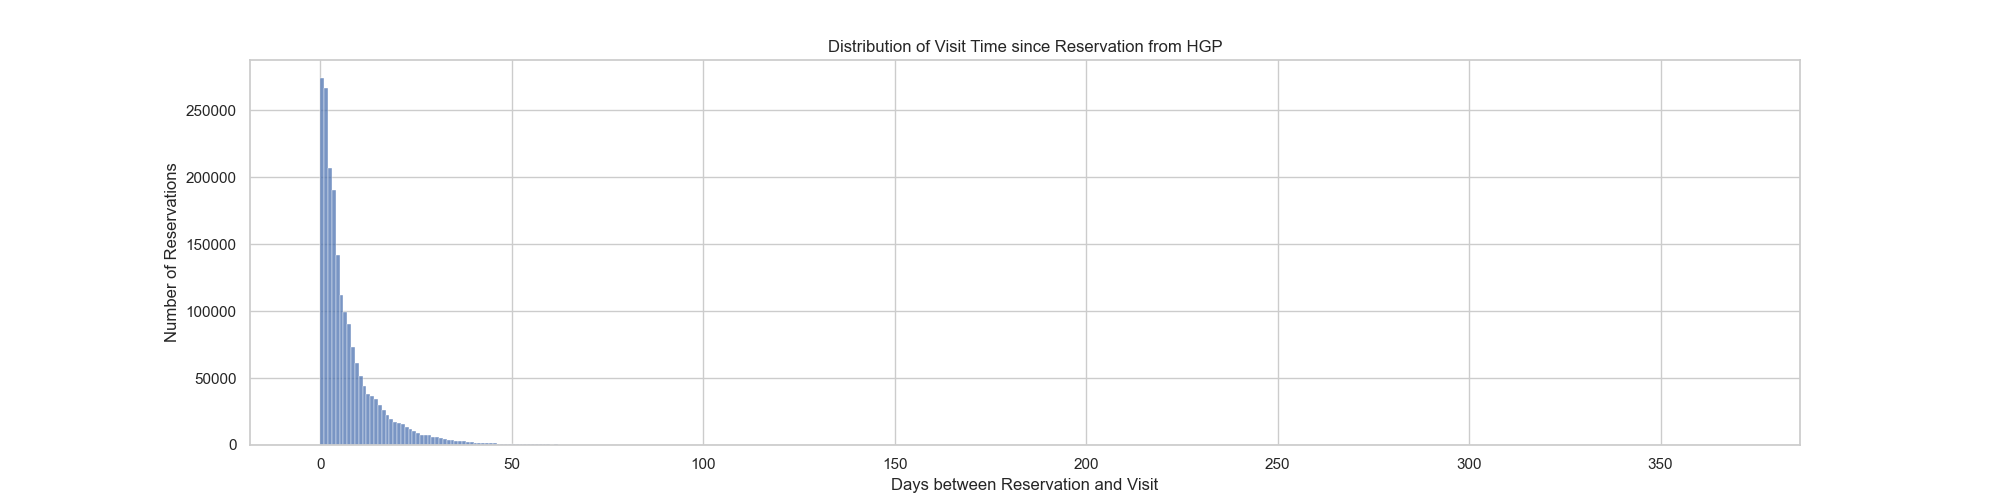 Distribution of Visit Time since Reservation from HGP
Number of Reservations
250000
200000
150000
100000
50000
0
0 50 100 150 200 250 300 350
Days between Reservation and Visit